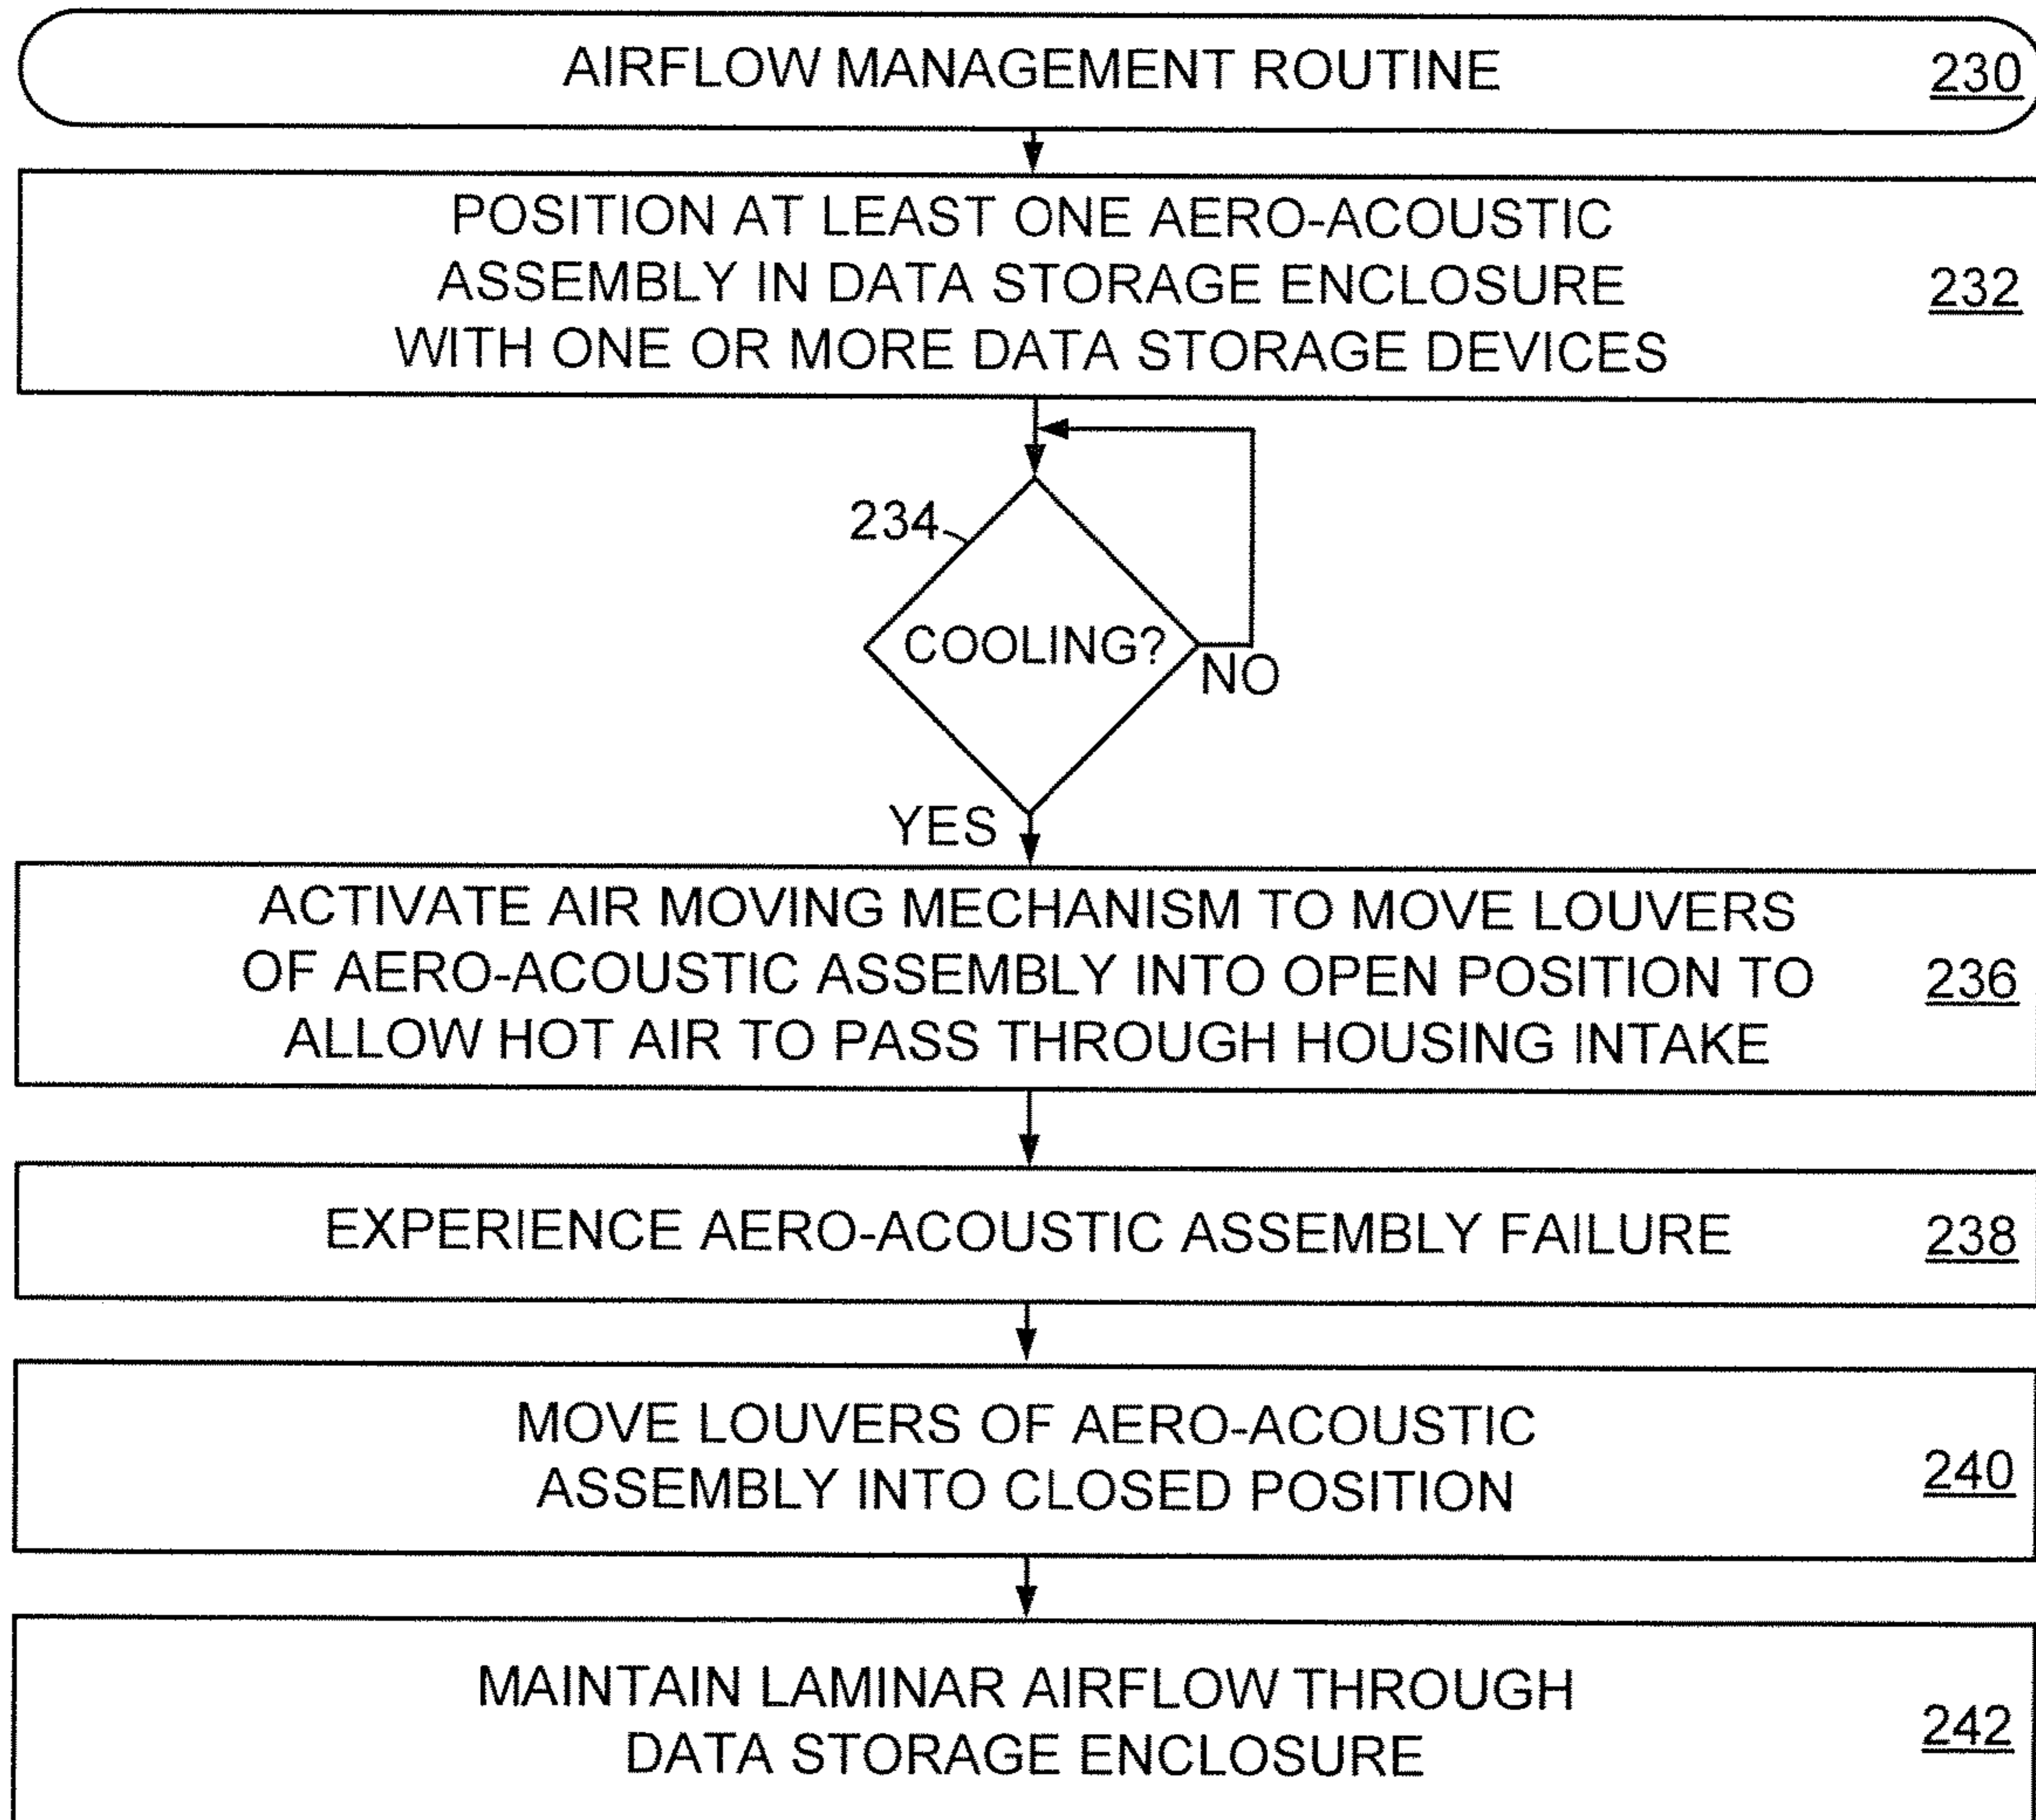 AIRFLOW MANAGEMENT ROUTINE 230
POSITION AT LEAST ONE AERO-ACOUSTIC
ASSEMBLY IN DATA STORAGE ENCLOSURE 232
WITH ONE OR MORE DATA STORAGE DEVICES
234
COOLING?
NO
YES
ACTIVATE AIR MOVING MECHANISM TO MOVE LOUVERS
OF AERO-ACOUSTIC ASSEMBLY INTO OPEN POSITION TO 236
ALLOW HOT AIR TO PASS THROUGH HOUSING INTAKE
EXPERIENCE AERO-ACOUSTIC ASSEMBLY FAILURE 238
MOVE LOUVERS OF AERO-ACOUSTIC
ASSEMBLY INTO CLOSED POSITION 240
MAINTAIN LAMINAR AIRFLOW THROUGH
DATA STORAGE ENCLOSURE 242